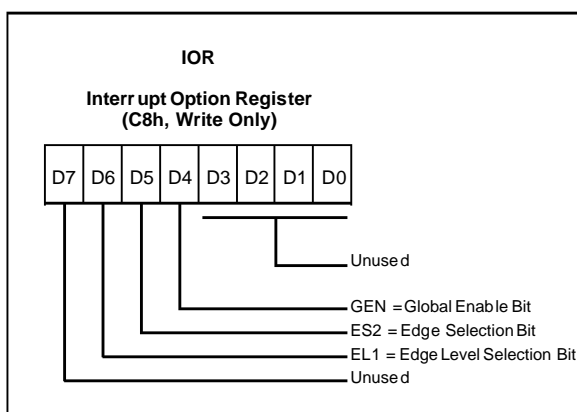 IOR
Interrupt Option Register
(C8h, Write Only)
D7 D6 D5 D4 D3 D2 D1 D0
Unused
GEN = Global Enable Bit
ES2 = Edge Selection Bit
EL1 = Edge Level Selection Bit
Unused